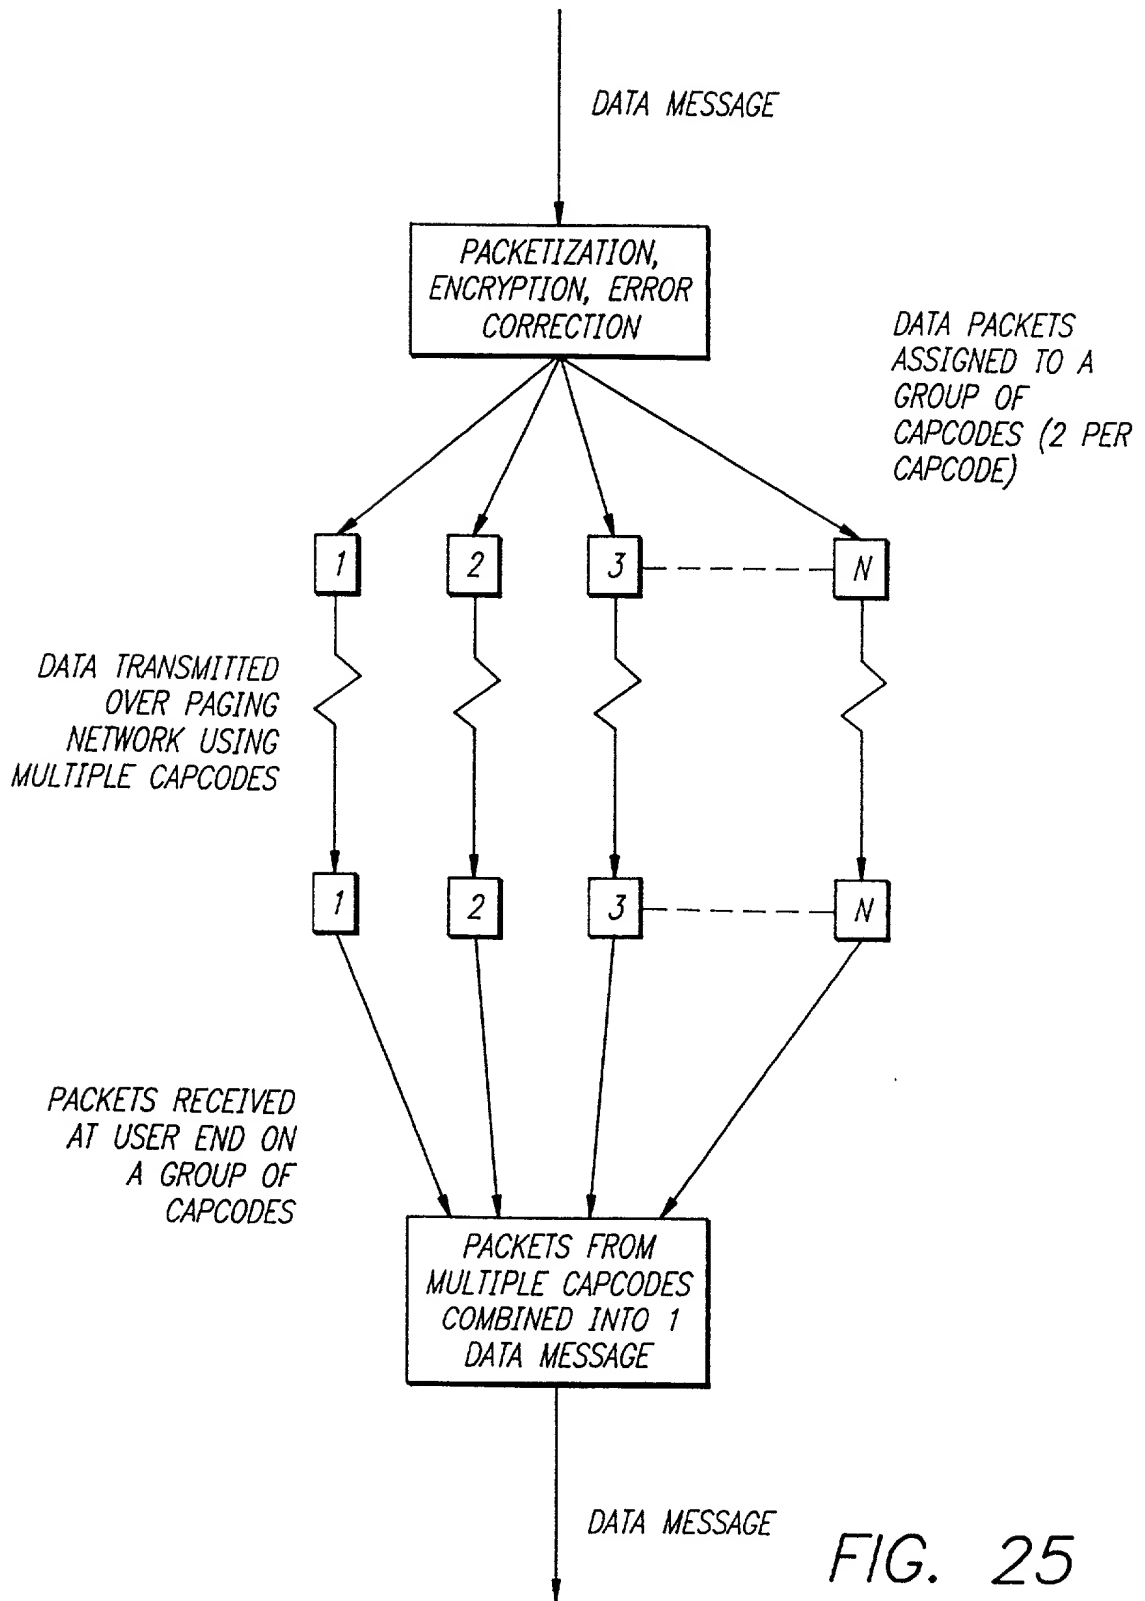 DATA MESSAGE
PACKETIZATION,
ENCRYPTION, ERROR
CORRECTION
DATA PACKETS
ASSIGNED TO A
GROUP OF
CAPCODES (2 PER
CAPCODE)
1
2
3
N
DATA TRANSMITTED
OVER PAGING
NETWORK USING
MULTIPLE CAPCODES
1
2
3
N
PACKETS RECEIVED
AT USER END ON
A GROUP OF
CAPCODES
PACKETS FROM
MULTIPLE CAPCODES
COMBINED INTO 1
DATA MESSAGE
DATA MESSAGE
FIG. 25